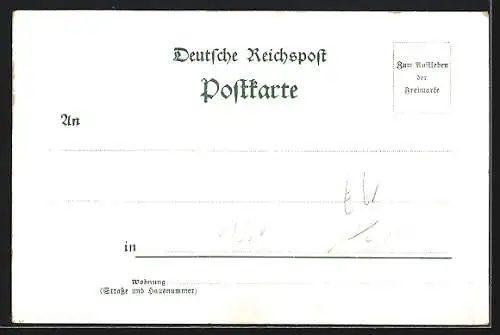 Deutsche Reichspost
Postkarte
Zum Aufkleben
der
Freimarke
An
in
Wohnung
(Straße und Hausnummer)